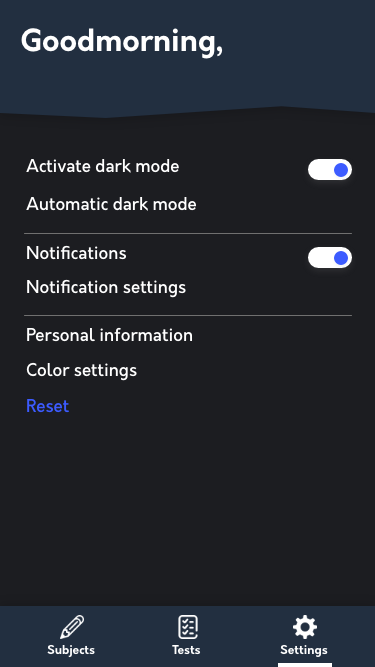 Goodmorning,
Activate dark mode
Automatic dark mode
Notifications
Notification settings
Personal information
Color settings
Reset
Subjects
Tests
Settings